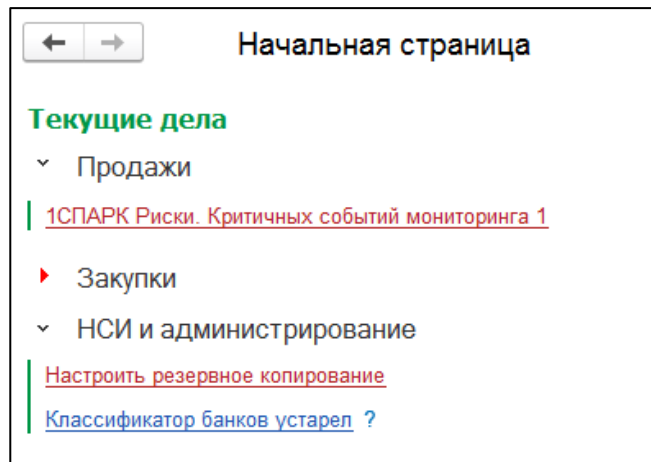 Начальная страница
Текущие дела
Продажи
1СПАРК Риски. Критичных событий мониторинга 1
Закупки
НСИ и администрирование
Настроить резервное копирование
Классификатор банков устарел ?